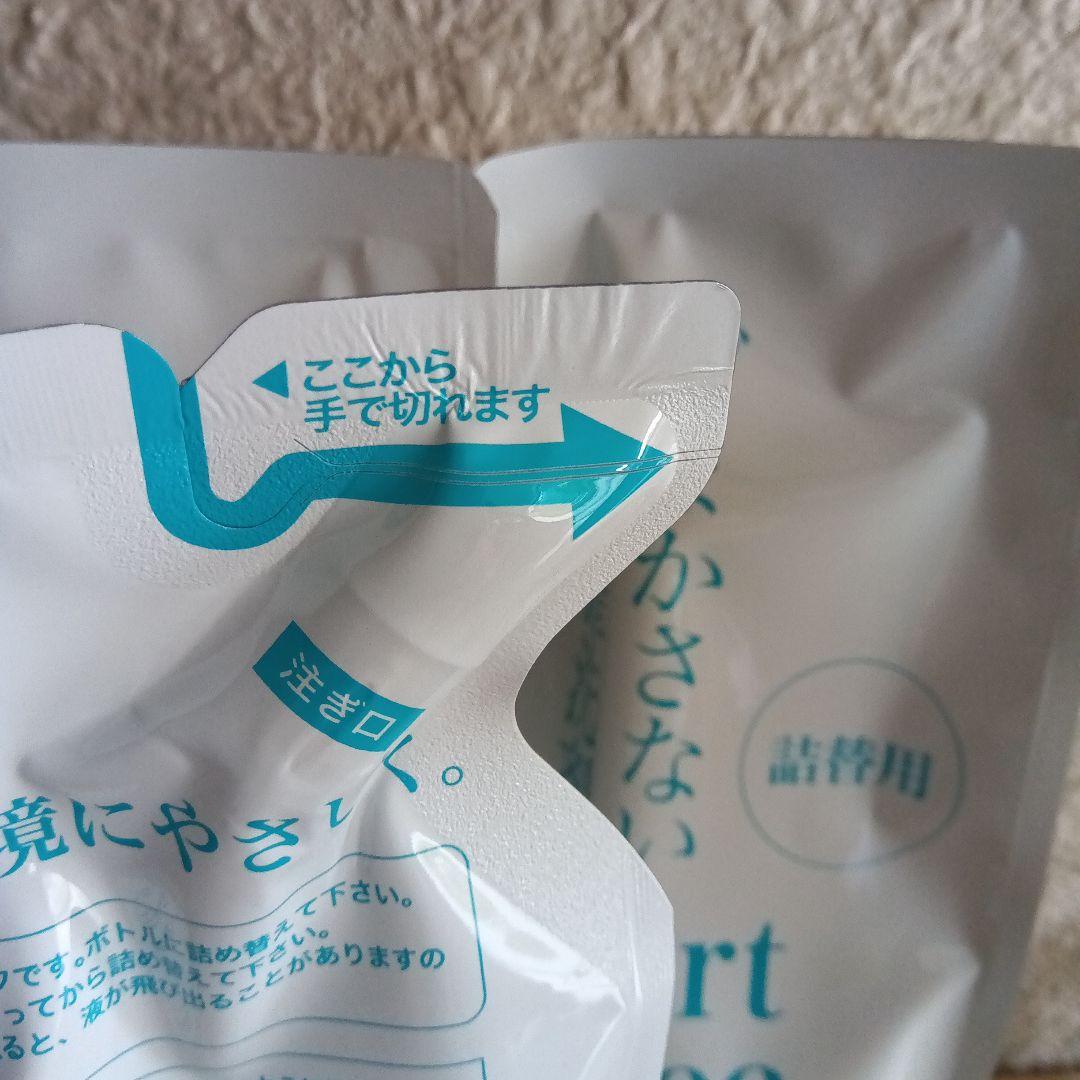 ここから
手で切れます
注ぎ口
境にやさしく。
です。ボトルに詰め替えて下さい。
ってから詰め替えて下さい。
ると、液が飛び出ることがありますの
かさない
詰替用
rt